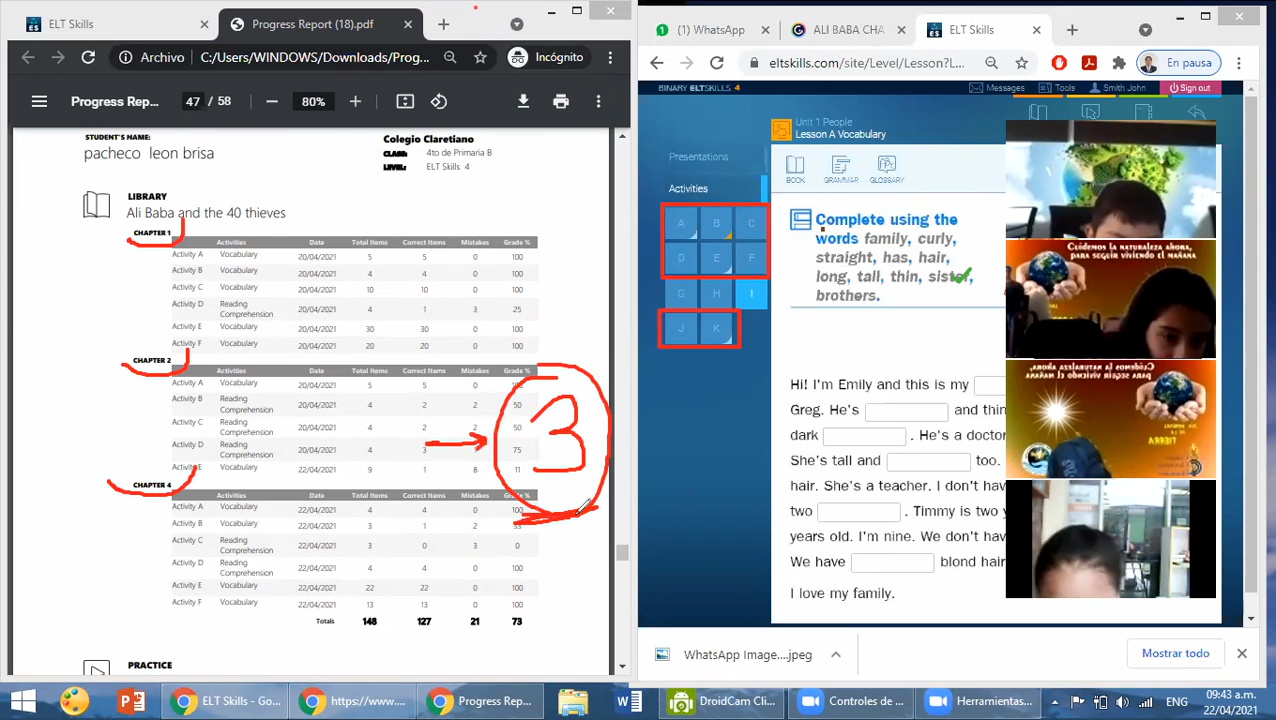 ELT Skills
Progress Report (18).pdf
Archivo
C:/Users/WINDOWS/Downloads/Prog...
Incógnito
Progress Repo...
47 / 58
80%
STUDENT'S NAME:
pacheco leon brisa
Colegio Claretiano
CLASS: 4to de Primaria B
LEVEL: ELT Skills 4
LIBRARY
Ali Baba and the 40 thieves
CHAPTER 1
Activities Date Total Items Correct Items Mistakes Grade %
Activity A Vocabulary 20/04/2021 5 5 0 100
Activity B Vocabulary 20/04/2021 4 4 0 100
Activity C Vocabulary 20/04/2021 10 10 0 100
Activity D Reading Comprehension 20/04/2021 4 1 3 25
Activity E Vocabulary 20/04/2021 30 30 0 100
Activity F Vocabulary 20/04/2021 20 20 0 100
CHAPTER 2
Activities Date Total Items Correct Items Mistakes Grade %
Activity A Vocabulary 20/04/2021 5 5 0
Activity B Reading Comprehension 20/04/2021 4 2 2 50
Activity C Reading Comprehension 20/04/2021 4 2 2 50
Activity D Reading Comprehension 20/04/2021 4 3 75
Activity E Vocabulary 22/04/2021 9 1 8 11
3
CHAPTER 4
Activities Date Total Items Correct Items Mistakes Grade %
Activity A Vocabulary 22/04/2021 4 4 0 100
Activity B Vocabulary 22/04/2021 3 1 2 33
Activity C Reading Comprehension 22/04/2021 3 0 3 0
Activity D Reading Comprehension 22/04/2021 4 4 0 100
Activity E Vocabulary 22/04/2021 22 22 0 100
Activity F Vocabulary 22/04/2021 13 13 0 100
Totals 148 127 21 73
PRACTICE
(1) WhatsApp
ALI BABA CHA
ELT Skills
eltskills.com/site/Level/Lesson?L...
En pausa
BINARY ELTSKILLS 4
Messages
Tools
Smith John
Sign out
Unit 1 People
Lesson A Vocabulary
Presentations
Activities
A B C
D E F
G H I
J K
BOOK GRAMMAR GLOSSARY
Complete using the
words family, curly,
straight, has, hair,
long, tall, thin, sister,
brothers.
Hi! I'm Emily and this is my
Greg. He's and thin
dark . He's a doctor
She's tall and too.
hair. She's a teacher. I don't hav
two . Timmy is two y
years old. I'm nine. We don't hav
We have blond hair
I love my family.
Cuidemos la naturaleza ahora,
para seguir viviendo el mañana
Cuidemos la naturaleza ahora,
para seguir viviendo el mañana
TIERRA
WhatsApp Image....jpeg
Mostrar todo
ELT Skills - Go...
https://www....
Progress Rep...
DroidCam Cli...
Controles de ...
Herramientas...
ENG
09:43 a.m.
22/04/2021